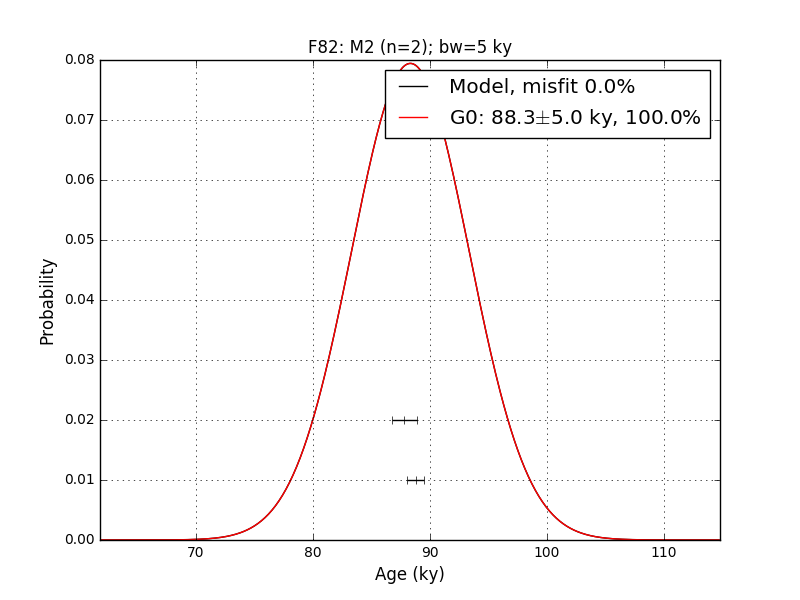 F82: M2 (n=2); bw=5 ky
Model, misfit 0.0%
G0: 88.3±5.0 ky, 100.0%
0.08
0.07
0.06
0.05
0.04
0.03
0.02
0.01
0.00
Probability
70
80
90
100
110
Age (ky)